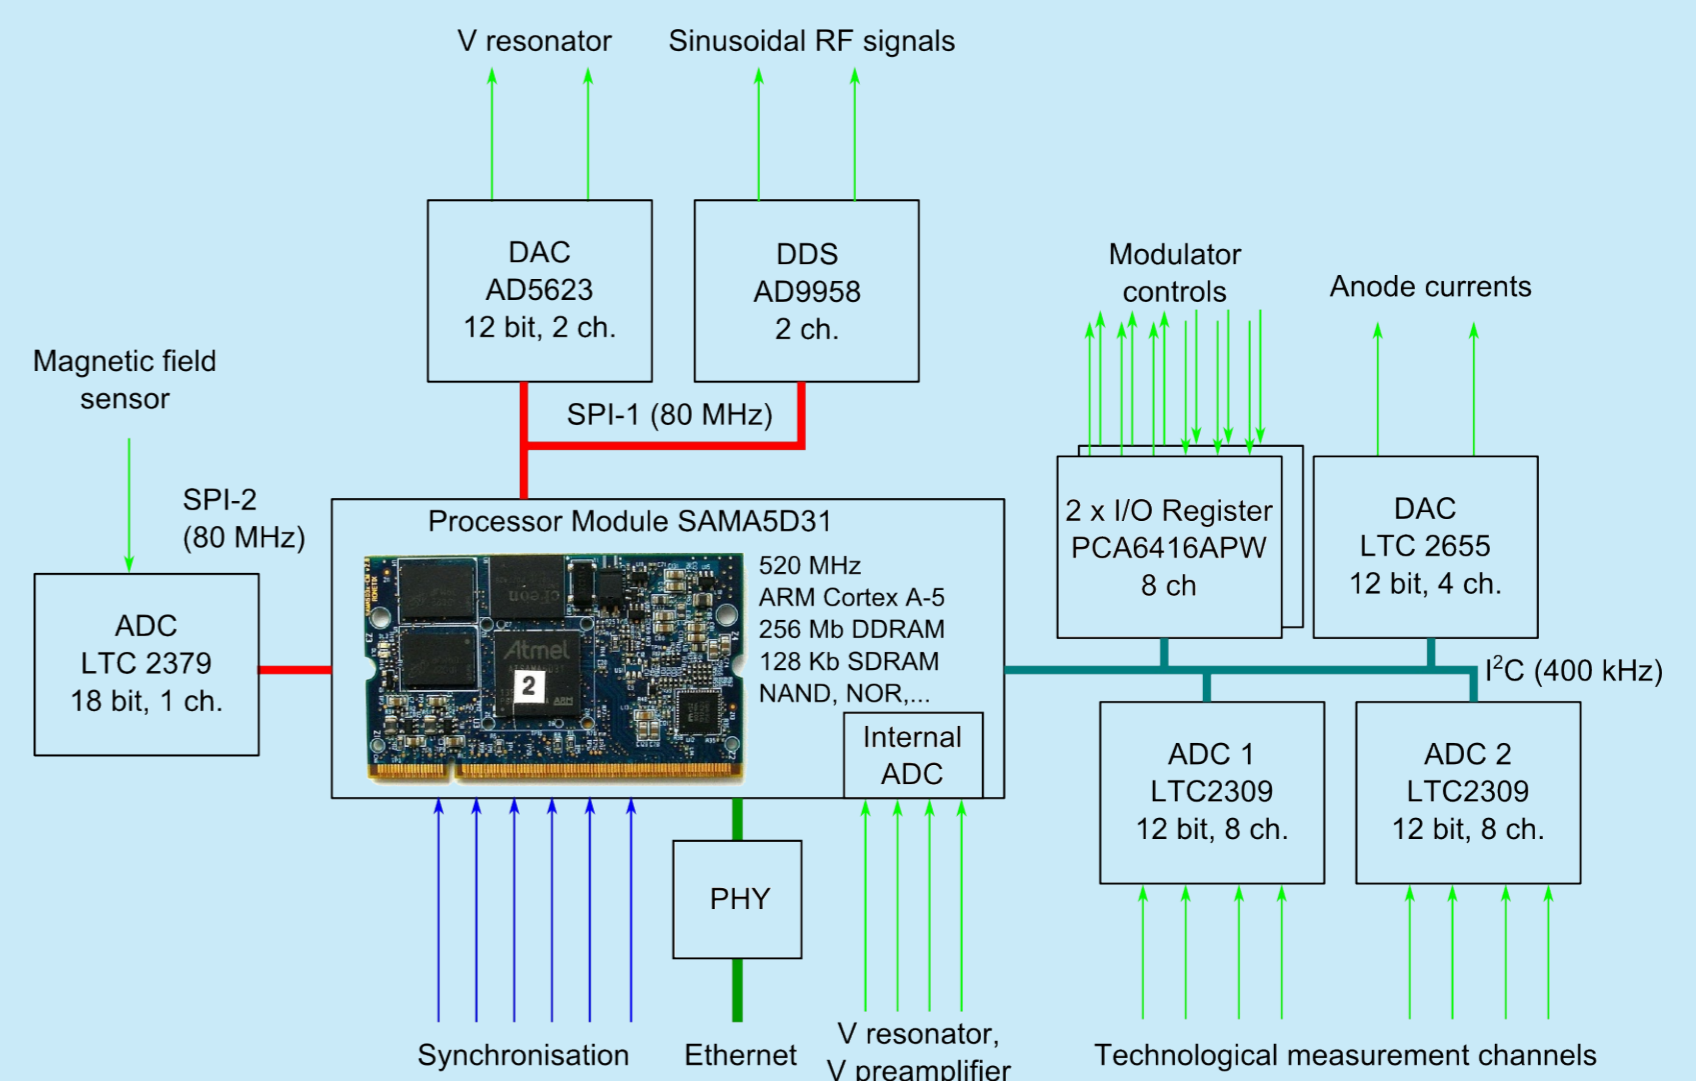 V resonator
Sinusoidal RF signals
DAC
AD5623
12 bit, 2 ch.
DDS
AD9958
2 ch.
Modulator
controls
Anode currents
Magnetic field
sensor
SPI-1 (80 MHz)
SPI-2
(80 MHz)
2 x I/O Register
PCA6416APW
8 ch
DAC
LTC 2655
12 bit, 4 ch.
ADC
LTC 2379
18 bit, 1 ch.
Processor Module SAMA5D31
520 MHz
ARM Cortex A-5
256 Mb DDRAM
128 Kb SDRAM
NAND, NOR,...
cFeon
Atmel
2
ARM
Internal
ADC
I²C (400 kHz)
ADC 1
LTC2309
12 bit, 8 ch.
ADC 2
LTC2309
12 bit, 8 ch.
PHY
Synchronisation
Ethernet
V resonator,
V preamplifier
Technological measurement channels